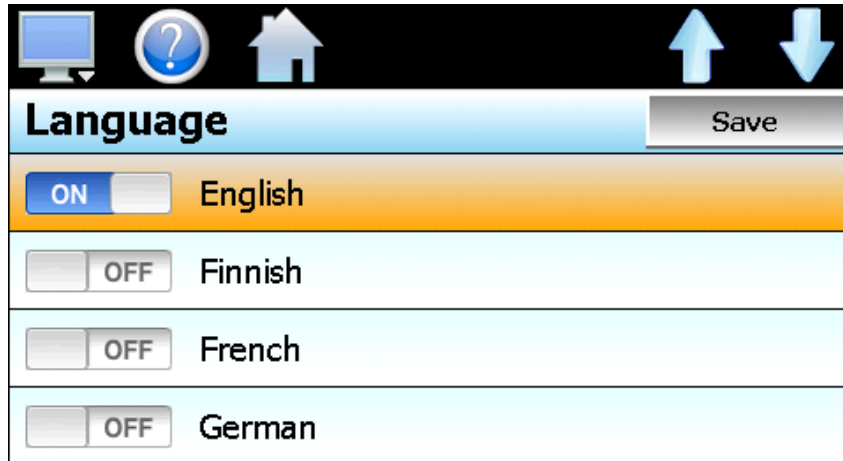 ?
Language
Save
ON English
OFF Finnish
OFF French
OFF German